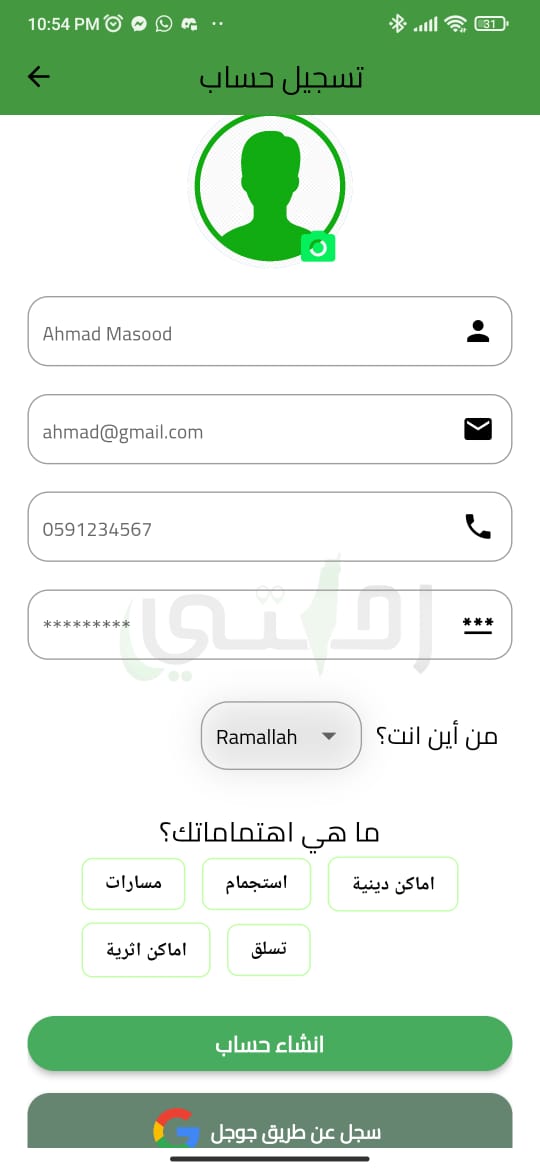 10:54 PM
31
تسجيل حساب
Ahmad Masood
ahmad@gmail.com
0591234567
*********
***
رحلتي
من أين انت؟
Ramallah
ما هي اهتماماتك؟
اماكن دينية
استجمام
مسارات
تسلق
اماكن اثرية
انشاء حساب
سجل عن طريق جوجل